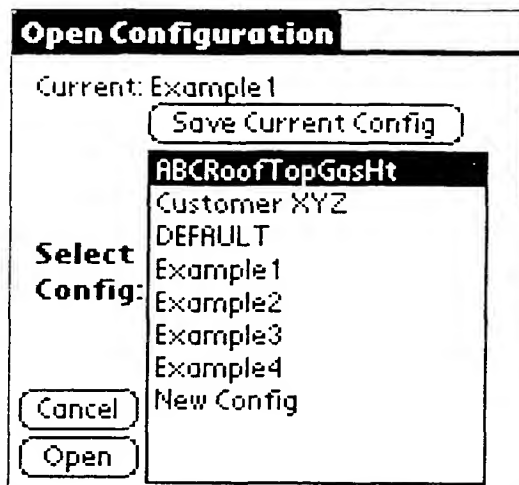 Open Configuration
Current: Example1
Save Current Config
Select
Config:
ABCRoofTopGasHt
Customer XYZ
DEFAULT
Example1
Example2
Example3
Example4
New Config
Cancel
Open